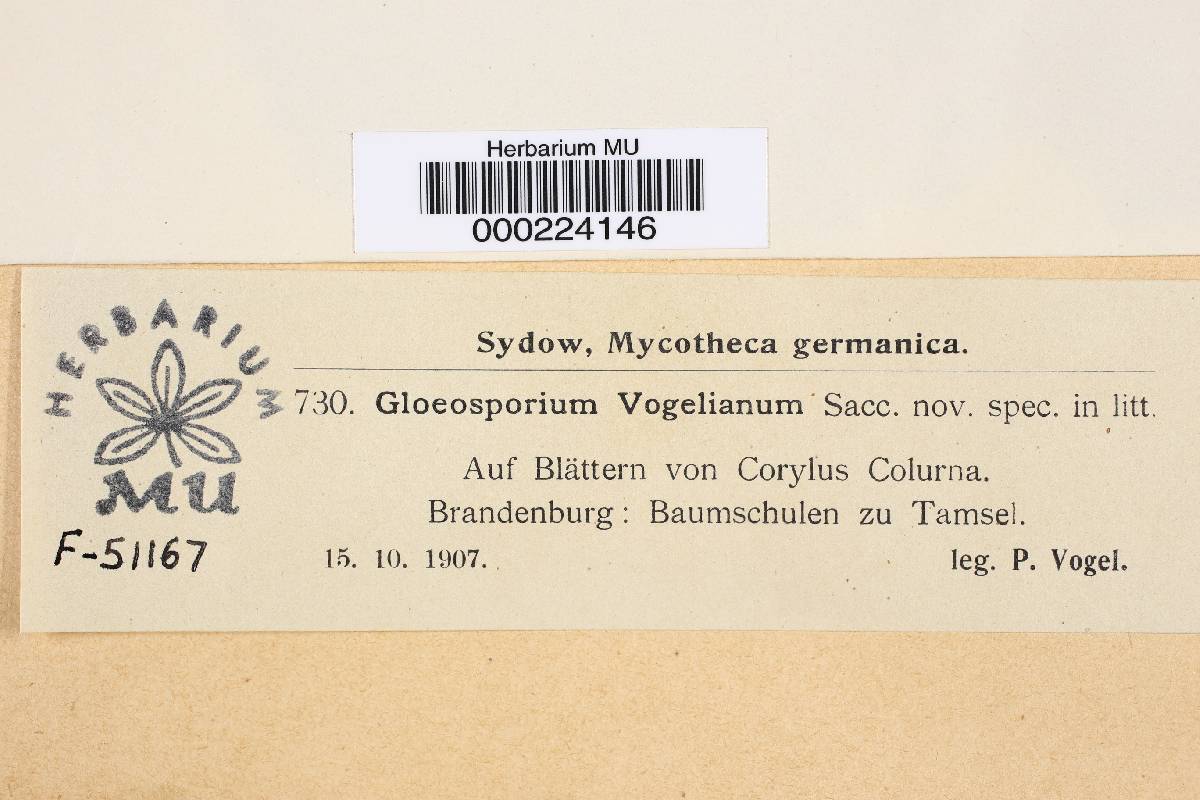 Herbarium MU
000224146
HERBARIUM
MU
F-51167
Sydow, Mycotheca germanica.
730. Gloeosporium Vogelianum Sacc. nov. spec. in litt.
Auf Blättern von Corylus Colurna.
Brandenburg: Baumschulen zu Tamsel.
15. 10. 1907. leg. P. Vogel.